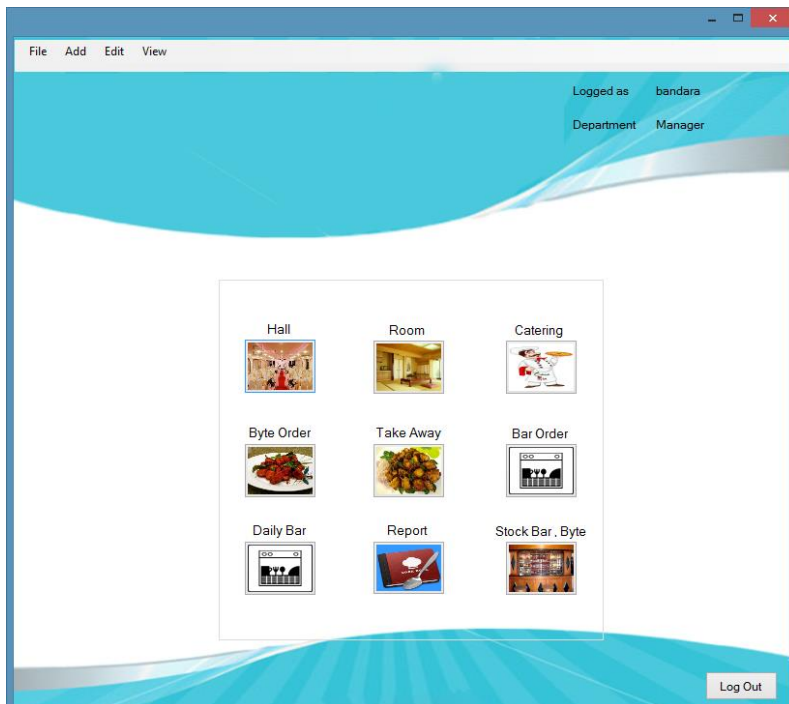 File Add Edit View
Logged as bandara
Department Manager
Hall Room Catering
Byte Order Take Away Bar Order
Daily Bar Report Stock Bar , Byte
Log Out